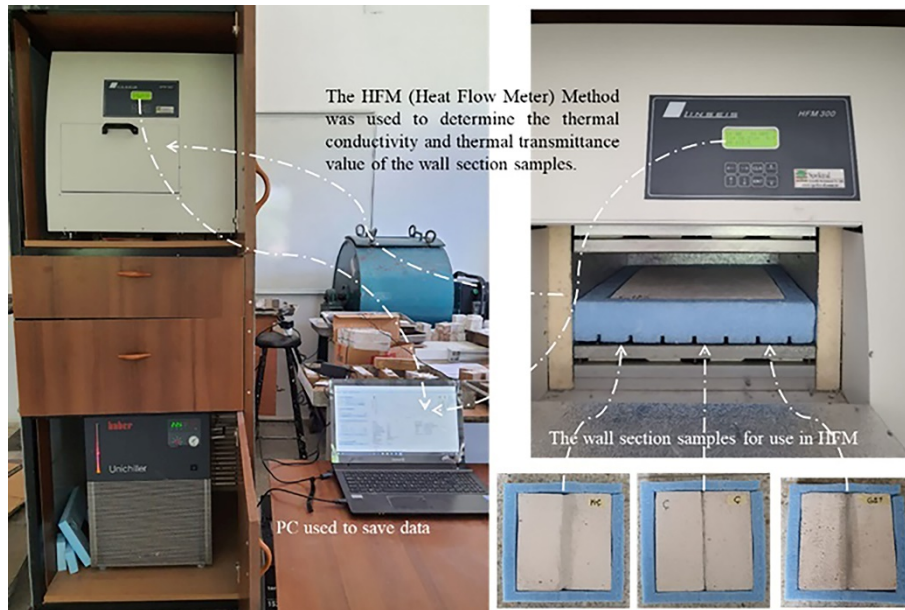 The HFM (Heat Flow Meter) Method
was used to determine the thermal
conductivity and thermal transmittance
value of the wall section samples.
LINSEIS
HFM 300
The wall section samples for use in HFM
huber
Unichiller
PC used to save data